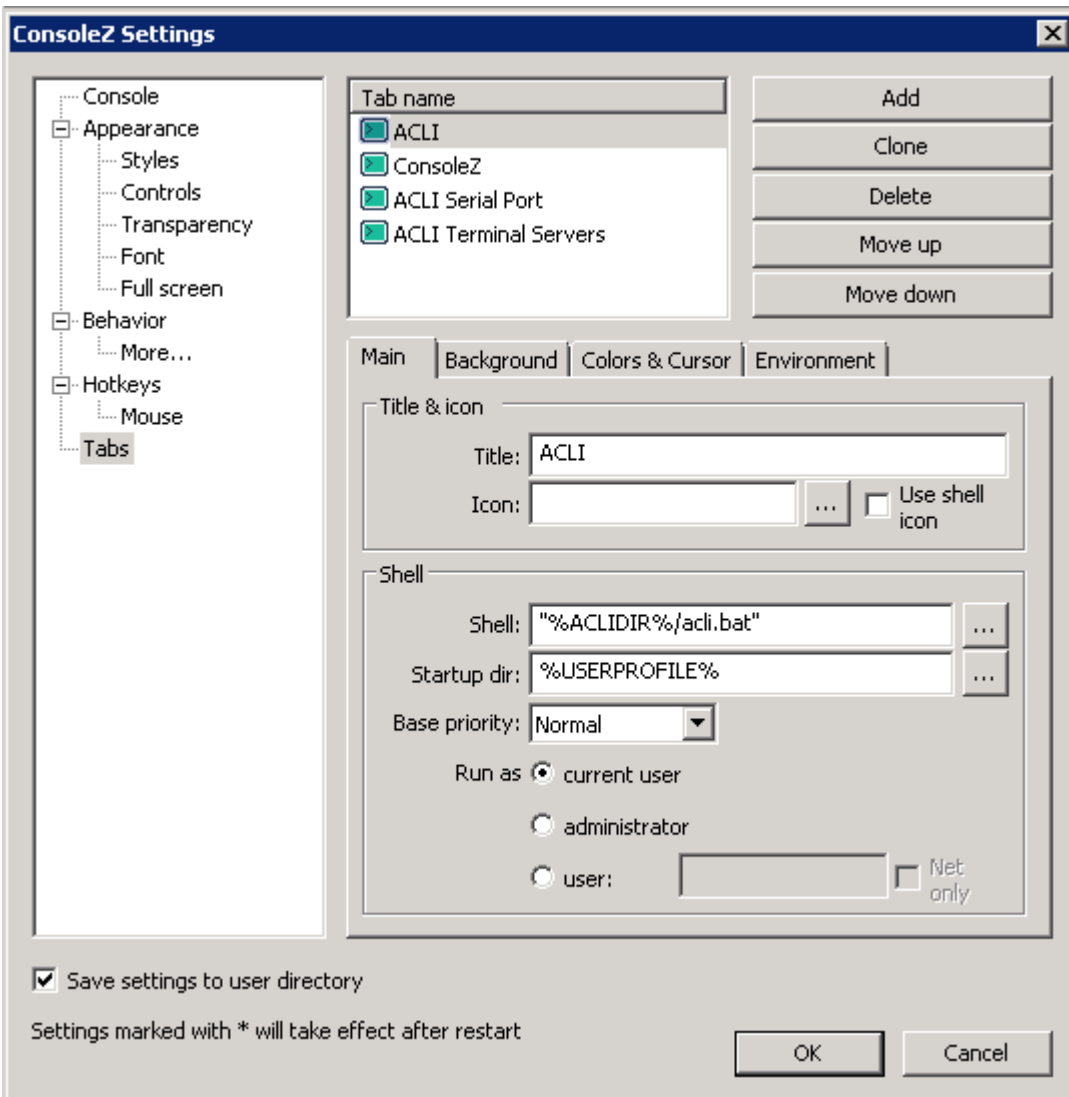 ConsoleZ Settings
Console
Appearance
Styles
Controls
Transparency
Font
Full screen
Behavior
More...
Hotkeys
Mouse
Tabs
Tab name
ACLI
ConsoleZ
ACLI Serial Port
ACLI Terminal Servers
Add
Clone
Delete
Move up
Move down
Main Background Colors & Cursor Environment
Title & icon
Title: ACLI
Icon: ... Use shell
icon
Shell
Shell: "%ACLIDIR%/acli.bat" ...
Startup dir: %USERPROFILE% ...
Base priority: Normal
Run as current user
administrator
user: Net
only
Save settings to user directory
Settings marked with * will take effect after restart
OK Cancel